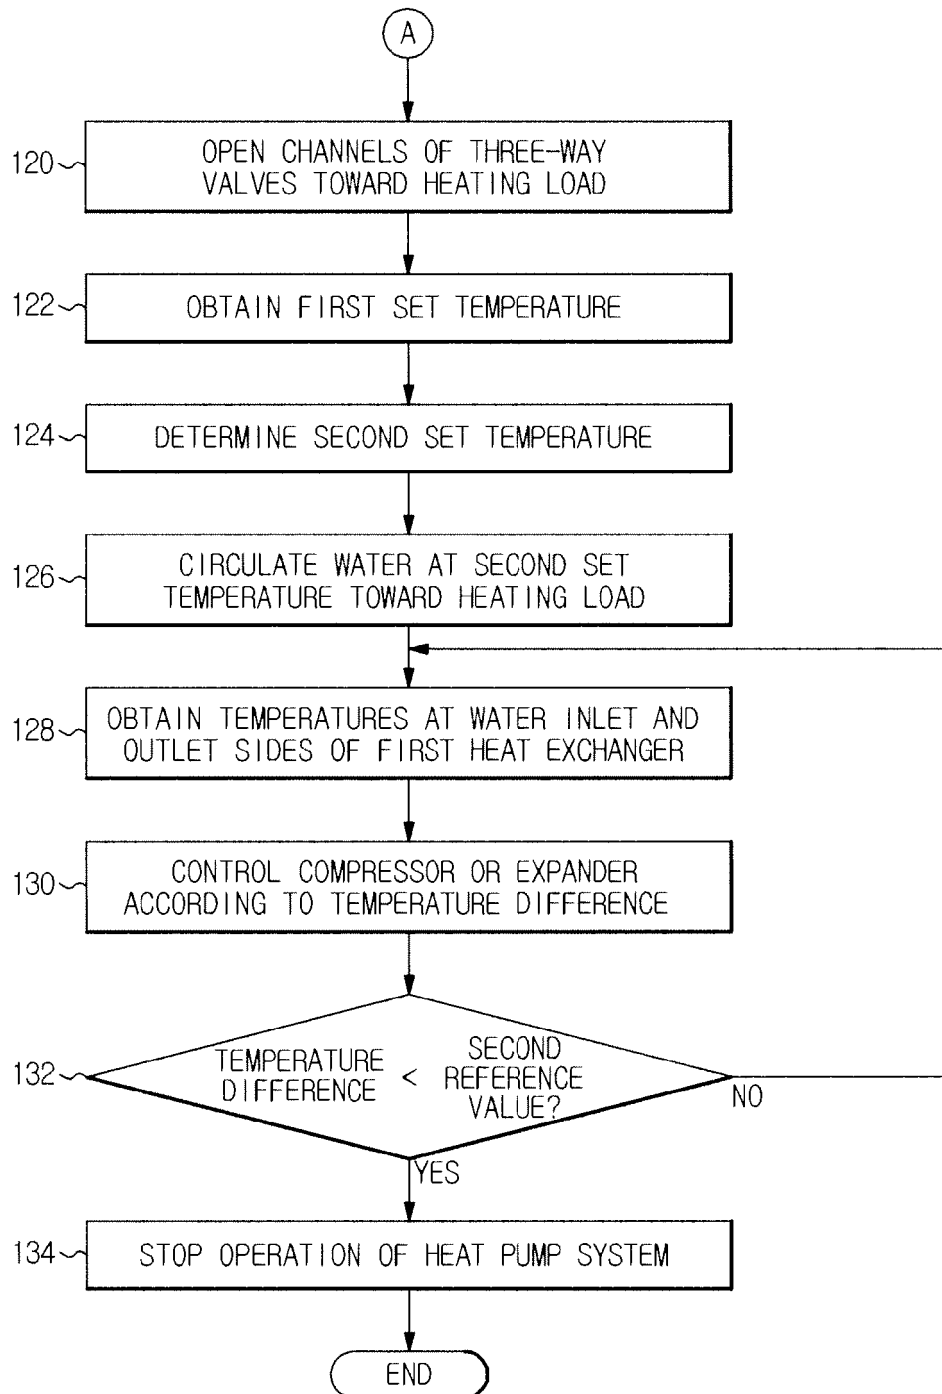 A
120
OPEN CHANNELS OF THREE-WAY
VALVES TOWARD HEATING LOAD
122
OBTAIN FIRST SET TEMPERATURE
124
DETERMINE SECOND SET TEMPERATURE
126
CIRCULATE WATER AT SECOND SET
TEMPERATURE TOWARD HEATING LOAD
128
OBTAIN TEMPERATURES AT WATER INLET AND
OUTLET SIDES OF FIRST HEAT EXCHANGER
130
CONTROL COMPRESSOR OR EXPANDER
ACCORDING TO TEMPERATURE DIFFERENCE
132
TEMPERATURE
DIFFERENCE
<
SECOND
REFERENCE
VALUE?
NO
YES
134
STOP OPERATION OF HEAT PUMP SYSTEM
END